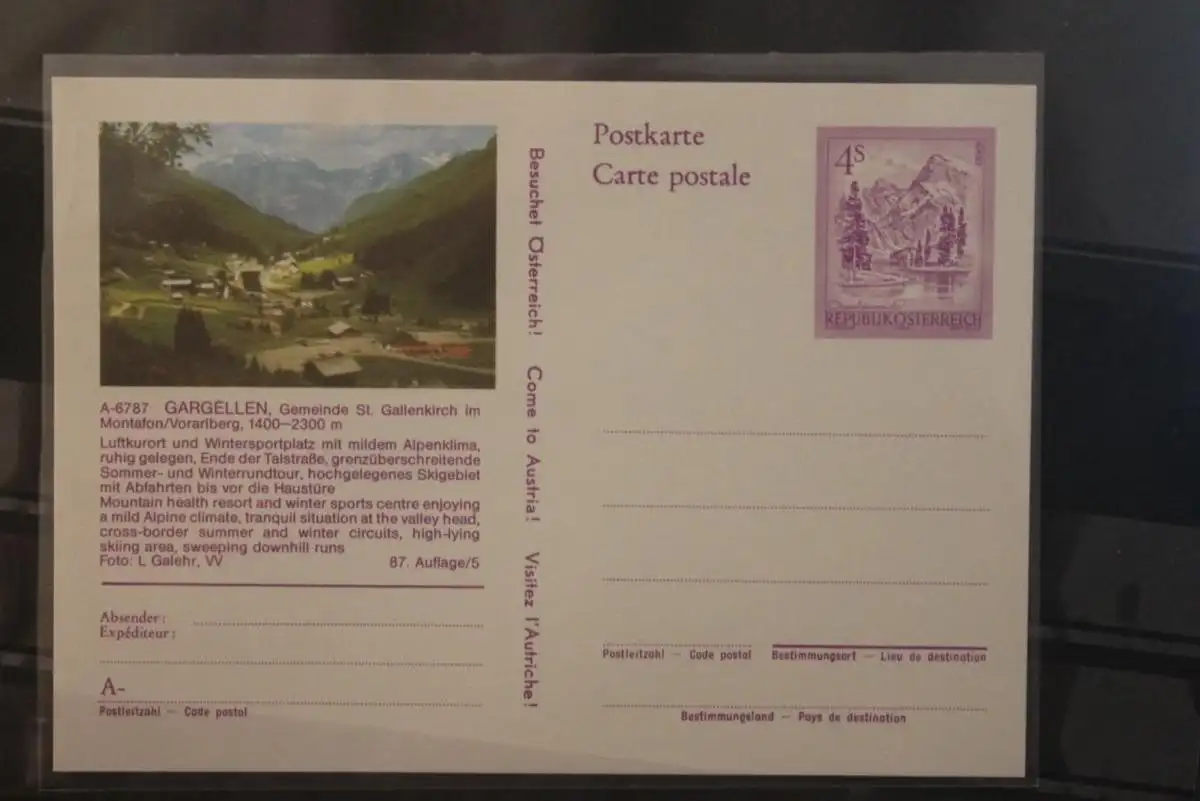 A-6787 GARGELLEN, Gemeinde St. Gallenkirch im
Montafon/Vorarlberg, 1400—2300 m
Luftkurort und Wintersportplatz mit mildem Alpenklima,
ruhig gelegen, Ende der Talstraße, grenzüberschreitende
Sommer- und Winterrundtour, hochgelegenes Skigebiet
mit Abfahrten bis vor die Haustüre
Mountain health resort and winter sports centre enjoying
a mild Alpine climate, tranquil situation at the valley head,
cross-border summer and winter circuits, high-lying
skiing area, sweeping downhill runs
Foto: L Galehr, VV 87. Auflage/5
Absender:
Expéditeur:
A-
Postleitzahl — Code postal
Besuchet Österreich! Come to Austria! Visitez l'Autriche!
Postkarte
Carte postale
4S
REPUBLIK ÖSTERREICH
Postleitzahl — Code postal Bestimmungsort — Lieu de destination
Bestimmungsland — Pays de destination